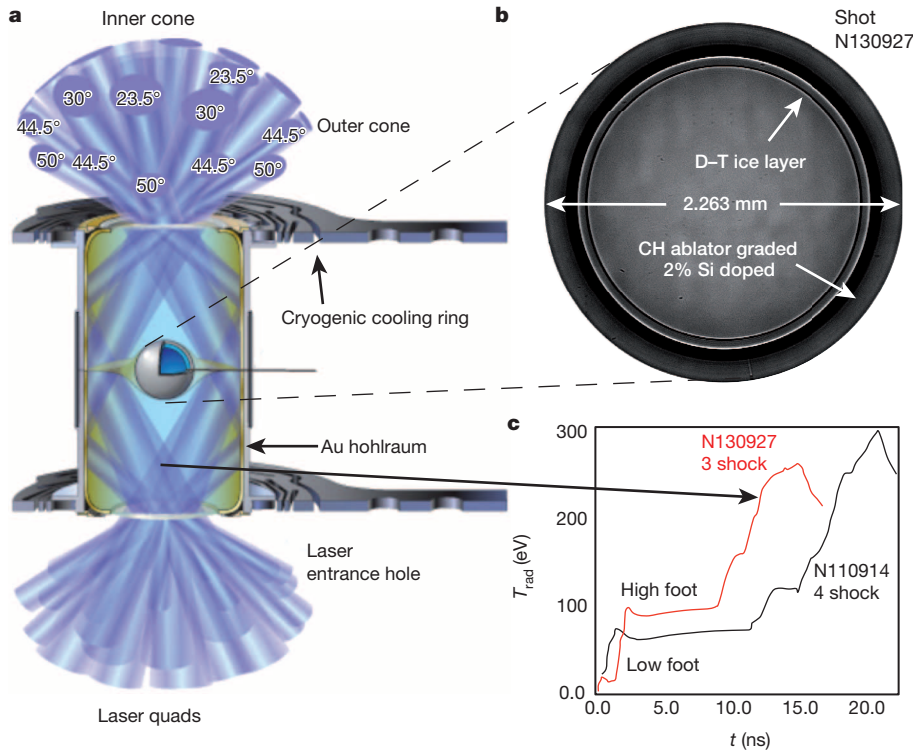 a
Inner cone
23.5°
30°
23.5°
30°
44.5°
44.5°
Outer cone
50°
44.5°
44.5°
50°
50°
Cryogenic cooling ring
Au hohlraum
Laser
entrance hole
Laser quads
b
Shot
N130927
D–T ice layer
2.263 mm
CH ablator graded
2% Si doped
c
300
200
100
0.0
T_rad (eV)
N130927
3 shock
N110914
4 shock
High foot
Low foot
0.0
5.0
10.0
15.0
20.0
t (ns)